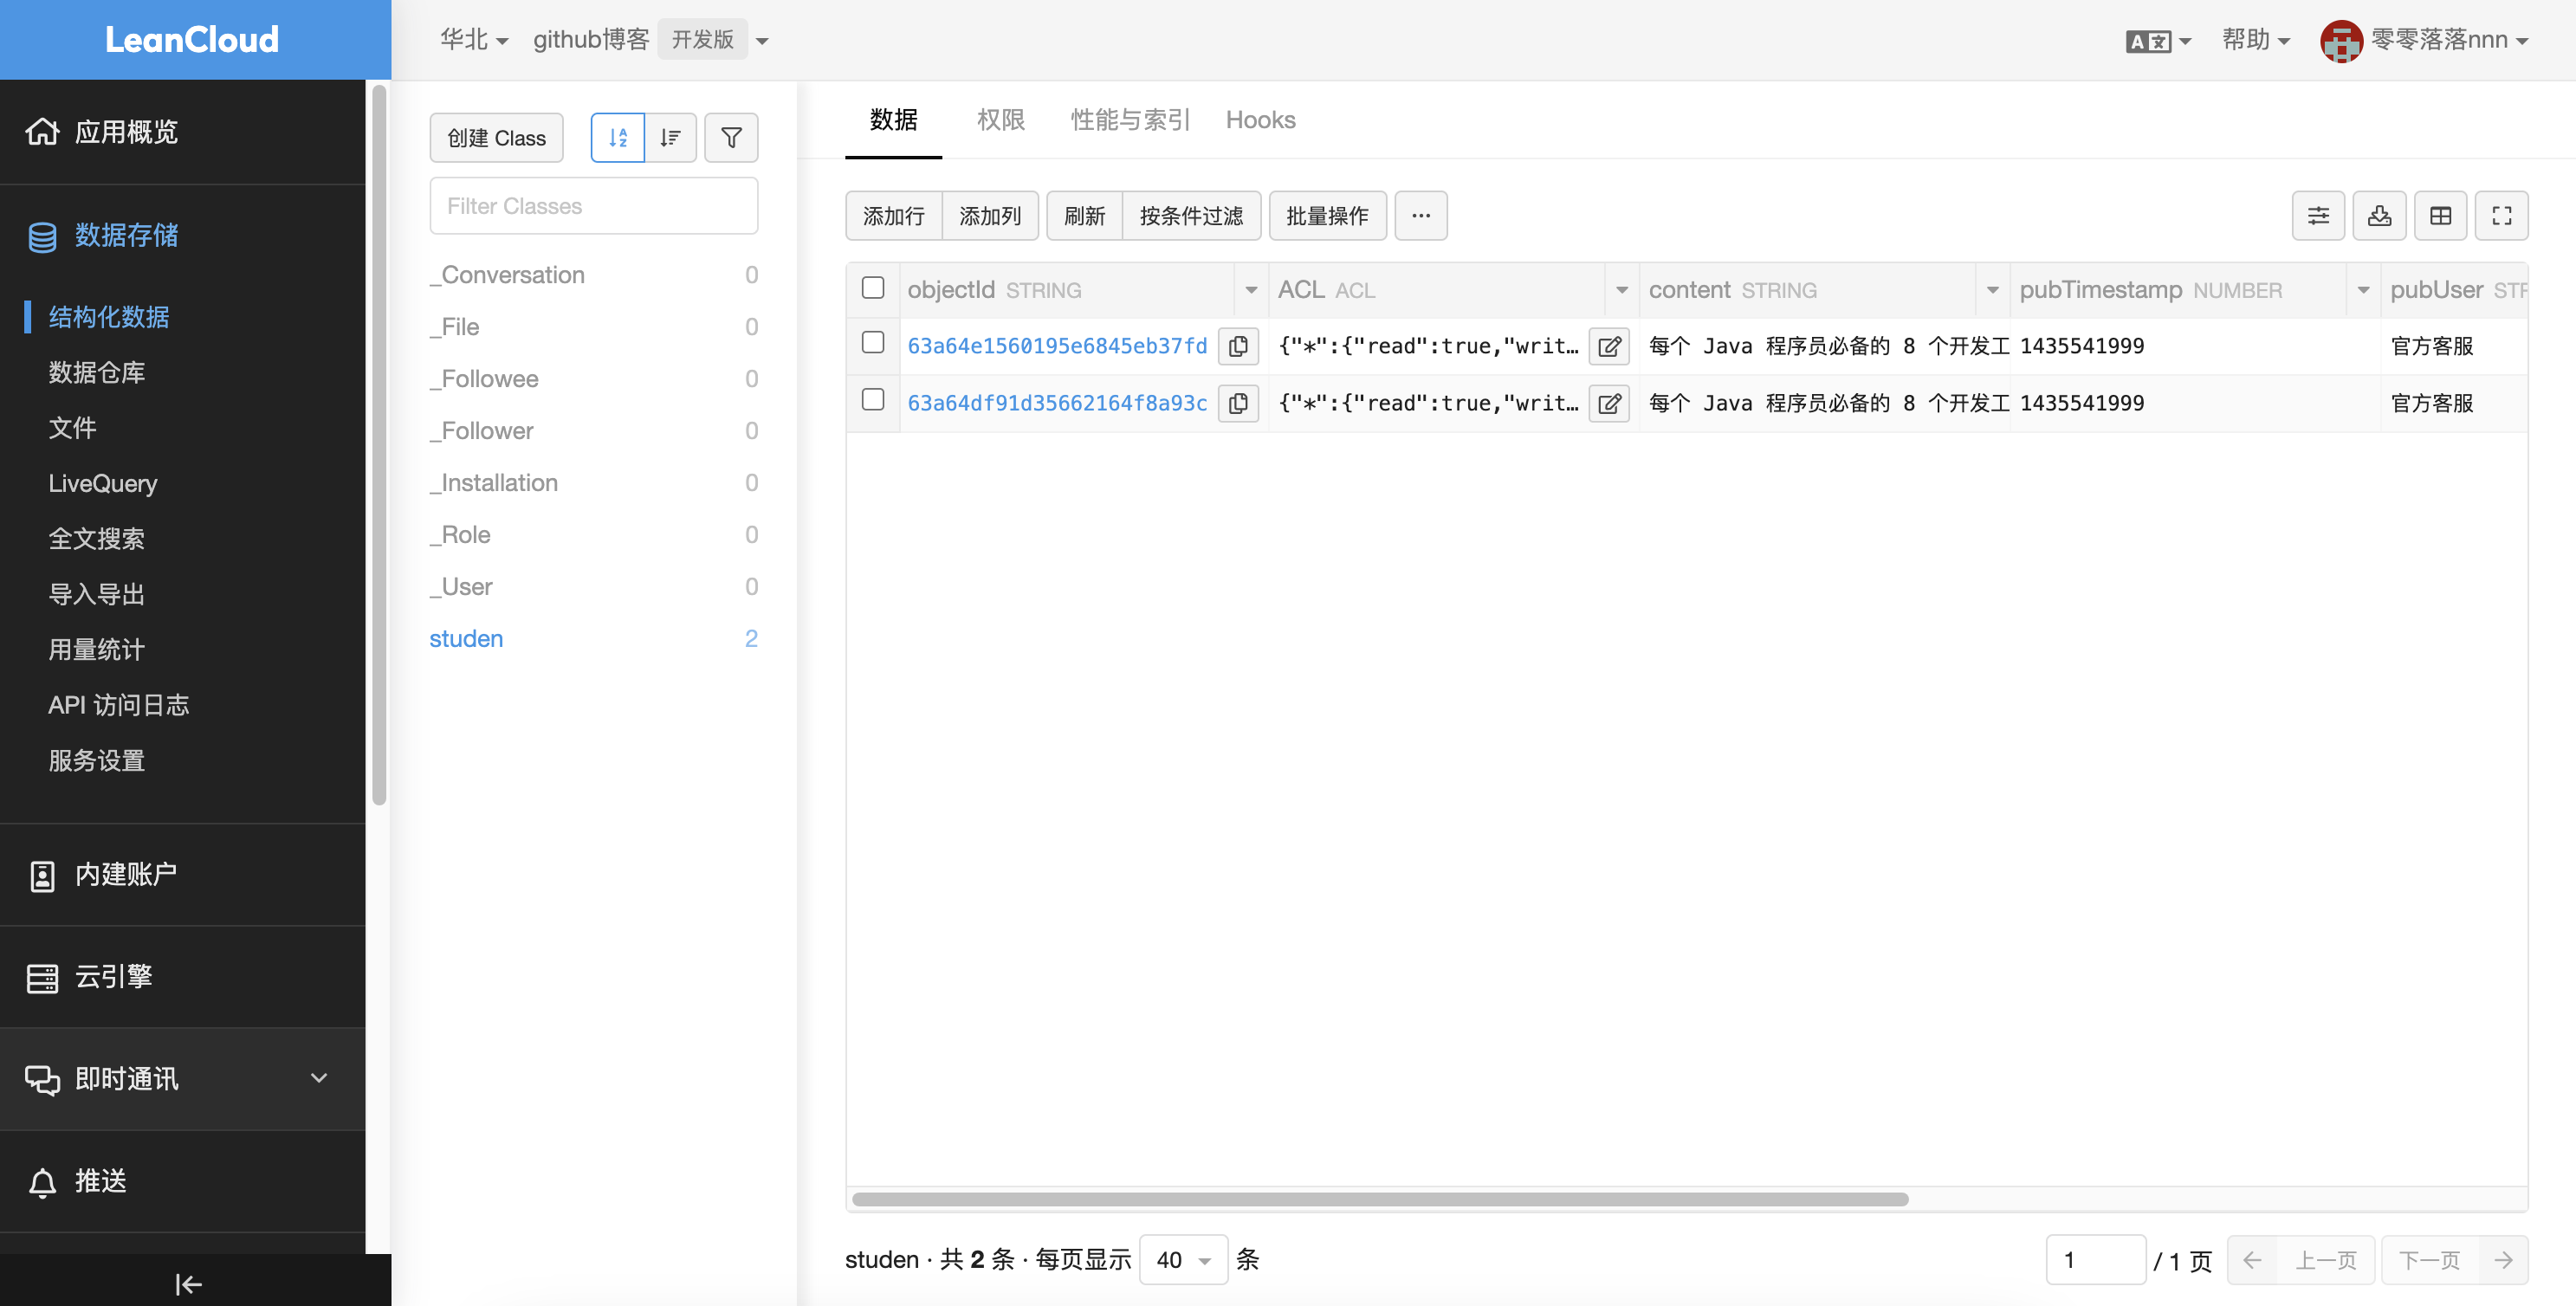 LeanCloud
华北
github博客 开发版
帮助
零零落落nnn
应用概览
数据存储
结构化数据
数据仓库
文件
LiveQuery
全文搜索
导入导出
用量统计
API 访问日志
服务设置
内建账户
云引擎
即时通讯
推送
创建 Class
Filter Classes
_Conversation 0
_File 0
_Followee 0
_Follower 0
_Installation 0
_Role 0
_User 0
studen 2
数据 权限 性能与索引 Hooks
添加行 添加列 刷新 按条件过滤 批量操作 ···
objectId STRING ACL ACL content STRING pubTimestamp NUMBER pubUser STR
63a64e1560195e6845eb37fd {"*":{"read":true,"writ… 每个 Java 程序员必备的 8 个开发工 1435541999 官方客服
63a64df91d35662164f8a93c {"*":{"read":true,"writ… 每个 Java 程序员必备的 8 个开发工 1435541999 官方客服
studen · 共 2 条 · 每页显示 40 条
1 / 1 页 上一页 下一页